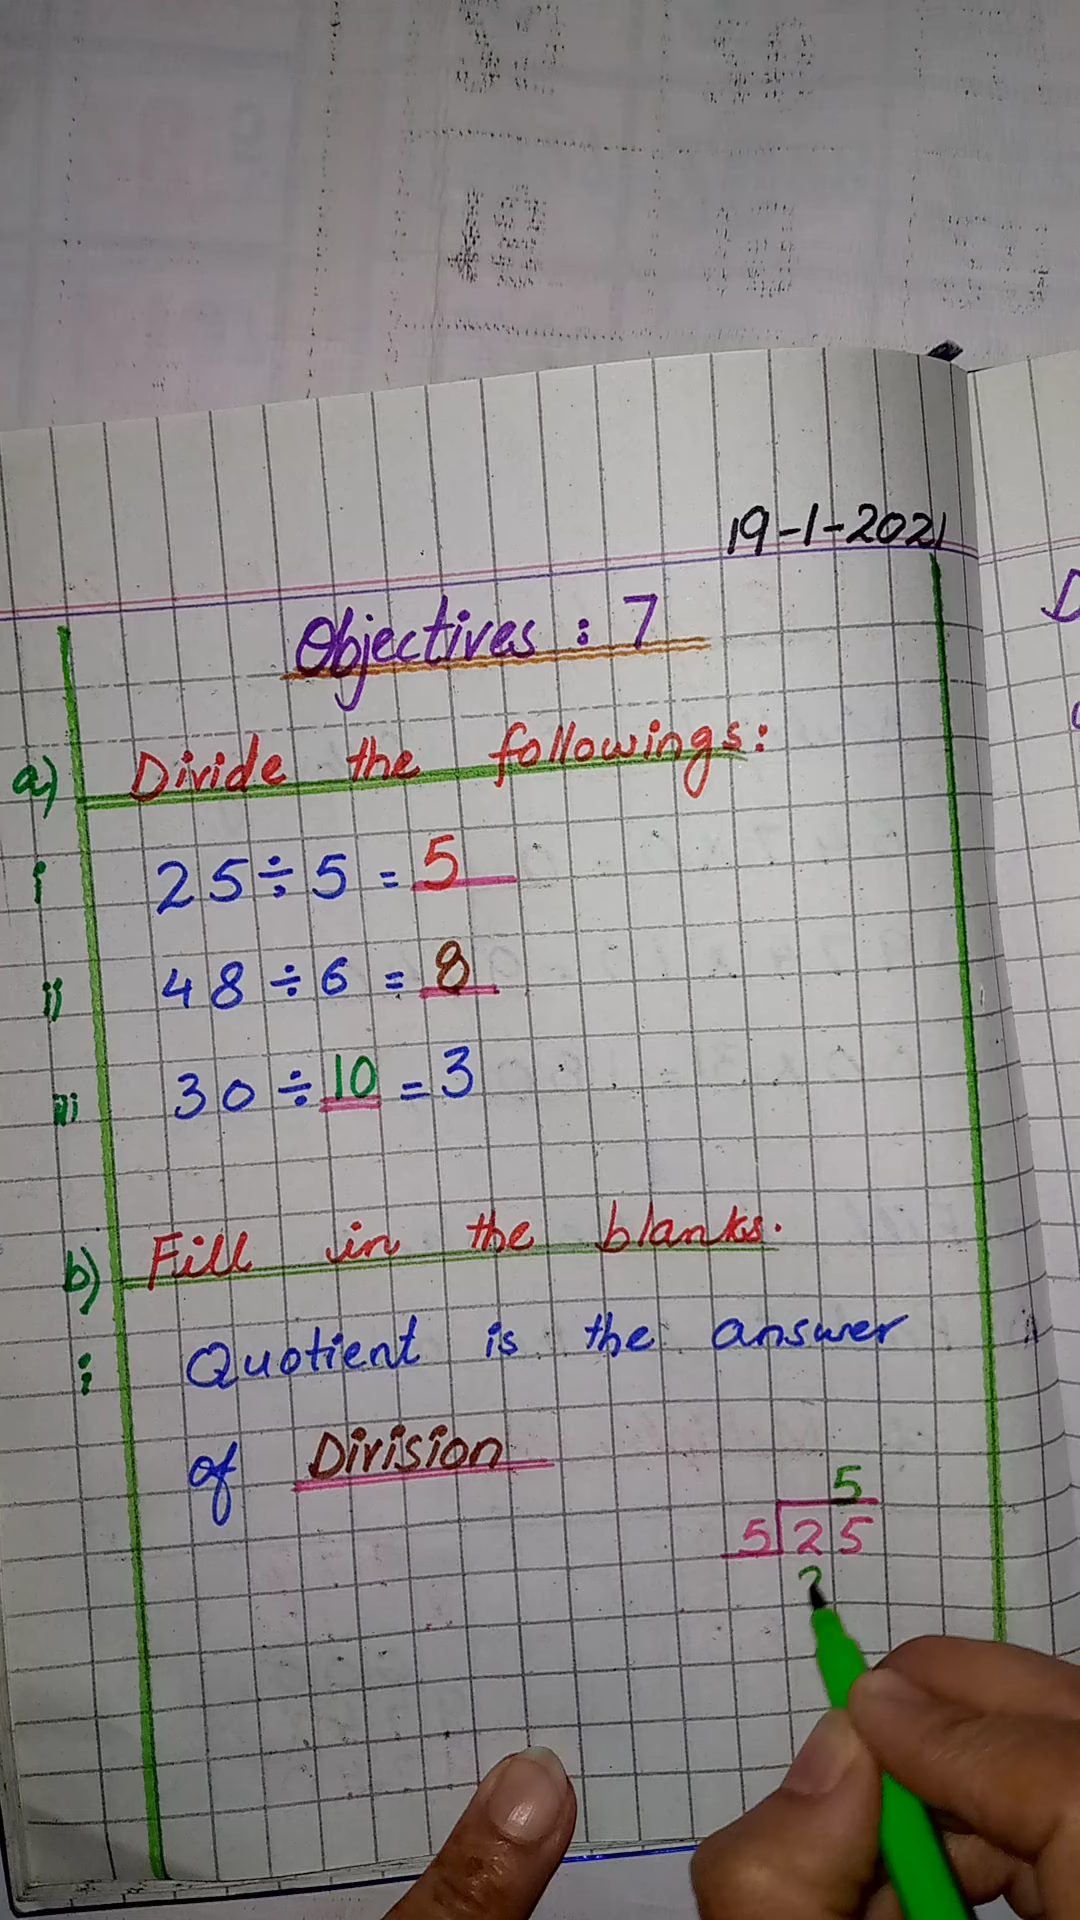 19-1-2021
Objectives : 7
a) Divide the followings:
i 25÷5 = 5
ii 48÷6 = 8
iii 30÷10 = 3
b) Fill in the blanks.
i Quotient is the answer
of Division
5
5 25
2